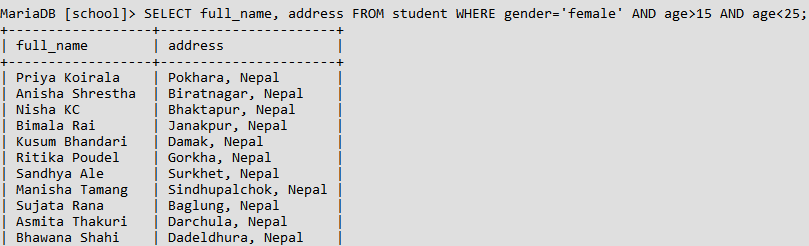 MariaDB [school]> SELECT full_name, address FROM student WHERE gender='female' AND age>15 AND age<25;
+------------------+----------------------+
| full_name        | address              |
+------------------+----------------------+
| Priya Koirala    | Pokhara, Nepal       |
| Anisha Shrestha  | Biratnagar, Nepal    |
| Nisha KC         | Bhaktapur, Nepal     |
| Bimala Rai       | Janakpur, Nepal      |
| Kusum Bhandari   | Damak, Nepal         |
| Ritika Poudel    | Gorkha, Nepal        |
| Sandhya Ale      | Surkhet, Nepal       |
| Manisha Tamang   | Sindhupalchok, Nepal |
| Sujata Rana      | Baglung, Nepal       |
| Asmita Thakuri   | Darchula, Nepal      |
| Bhawana Shahi    | Dadeldhura, Nepal    |